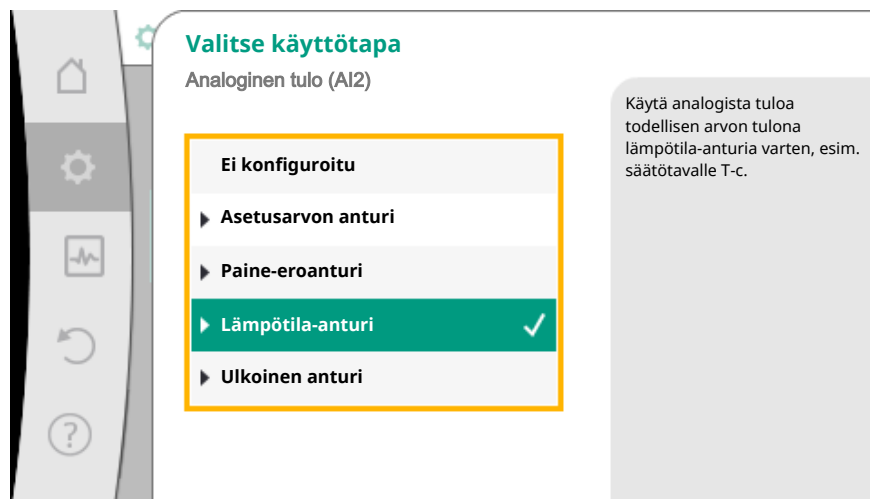 Valitse käyttötapa
Analoginen tulo (AI2)
Ei konfiguroitu
Asetusarvon anturi
Paine-eroanturi
Lämpötila-anturi
Ulkoinen anturi
Käytä analogista tuloa
todellisen arvon tulona
lämpötila-anturia varten, esim.
säätötavalle T-c.
?